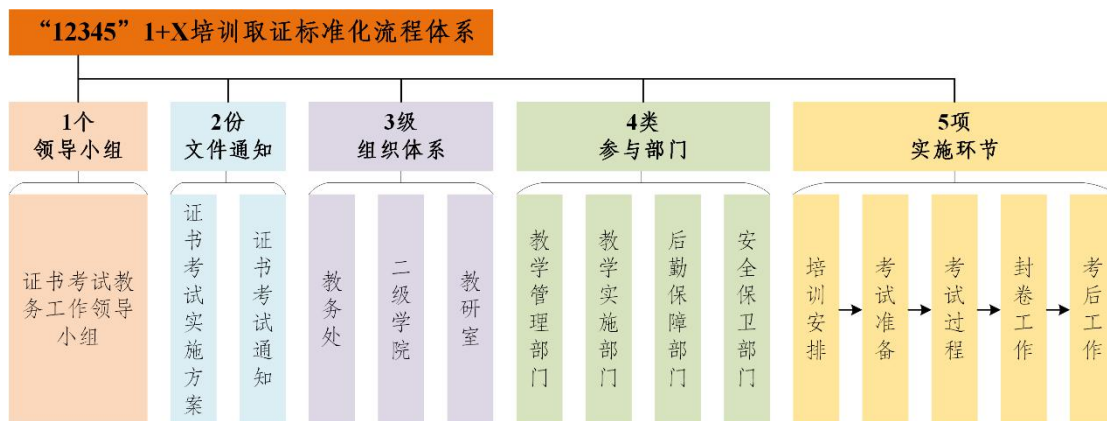 “12345”1+X培训取证标准化流程体系
1个
领导小组
2份
文件通知
3级
组织体系
4类
参与部门
5项
实施环节
证书考试教
务工作领导
小组
证书考试实施方案
证书考试通知
教务处
二级学院
教研室
教学管理部门
教学实施部门
后勤保障部门
安全保卫部门
培训安排
考试准备
考试过程
封卷工作
考后工作